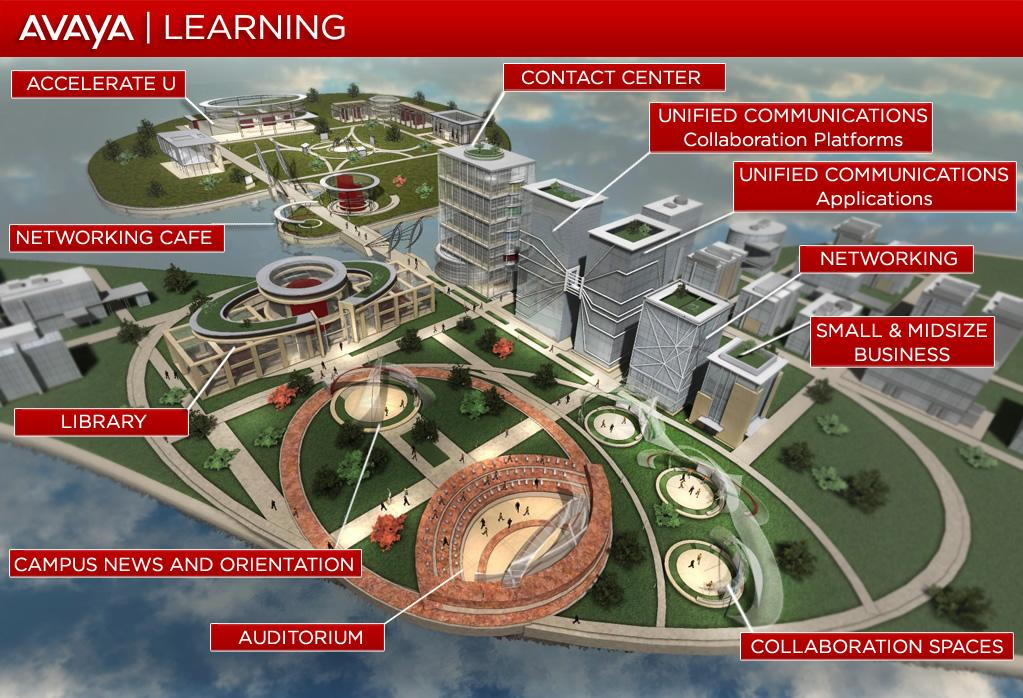 AVAYA | LEARNING
ACCELERATE U
CONTACT CENTER
UNIFIED COMMUNICATIONS
Collaboration Platforms
UNIFIED COMMUNICATIONS
Applications
NETWORKING CAFE
NETWORKING
SMALL & MIDSIZE
BUSINESS
LIBRARY
CAMPUS NEWS AND ORIENTATION
AUDITORIUM
COLLABORATION SPACES